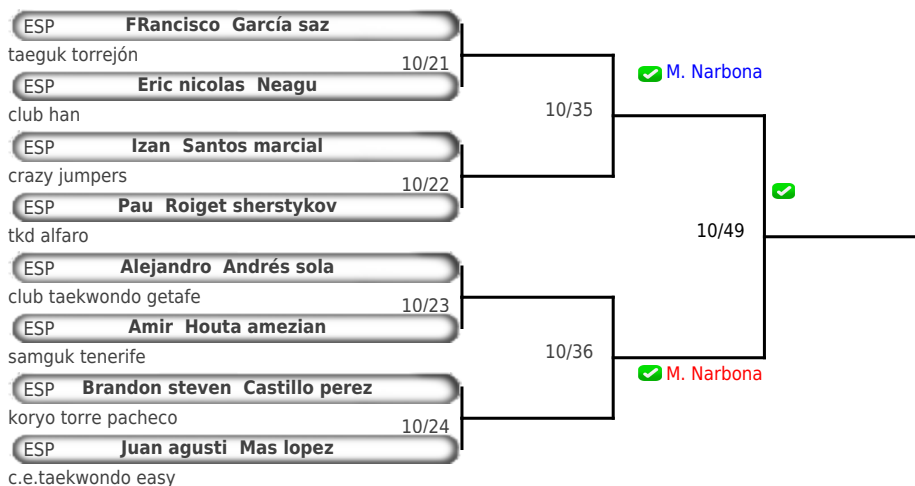 ESP FRancisco García saz
taeguk torrejón
10/21
ESP Eric nicolas Neagu
club han
M. Narbona
10/35
ESP Izan Santos marcial
crazy jumpers
10/22
ESP Pau Roiget sherstykov
tkd alfaro
10/49
ESP Alejandro Andrés sola
club taekwondo getafe
10/23
ESP Amir Houta amezian
samguk tenerife
10/36
M. Narbona
ESP Brandon steven Castillo perez
koryo torre pacheco
10/24
ESP Juan agusti Mas lopez
c.e.taekwondo easy